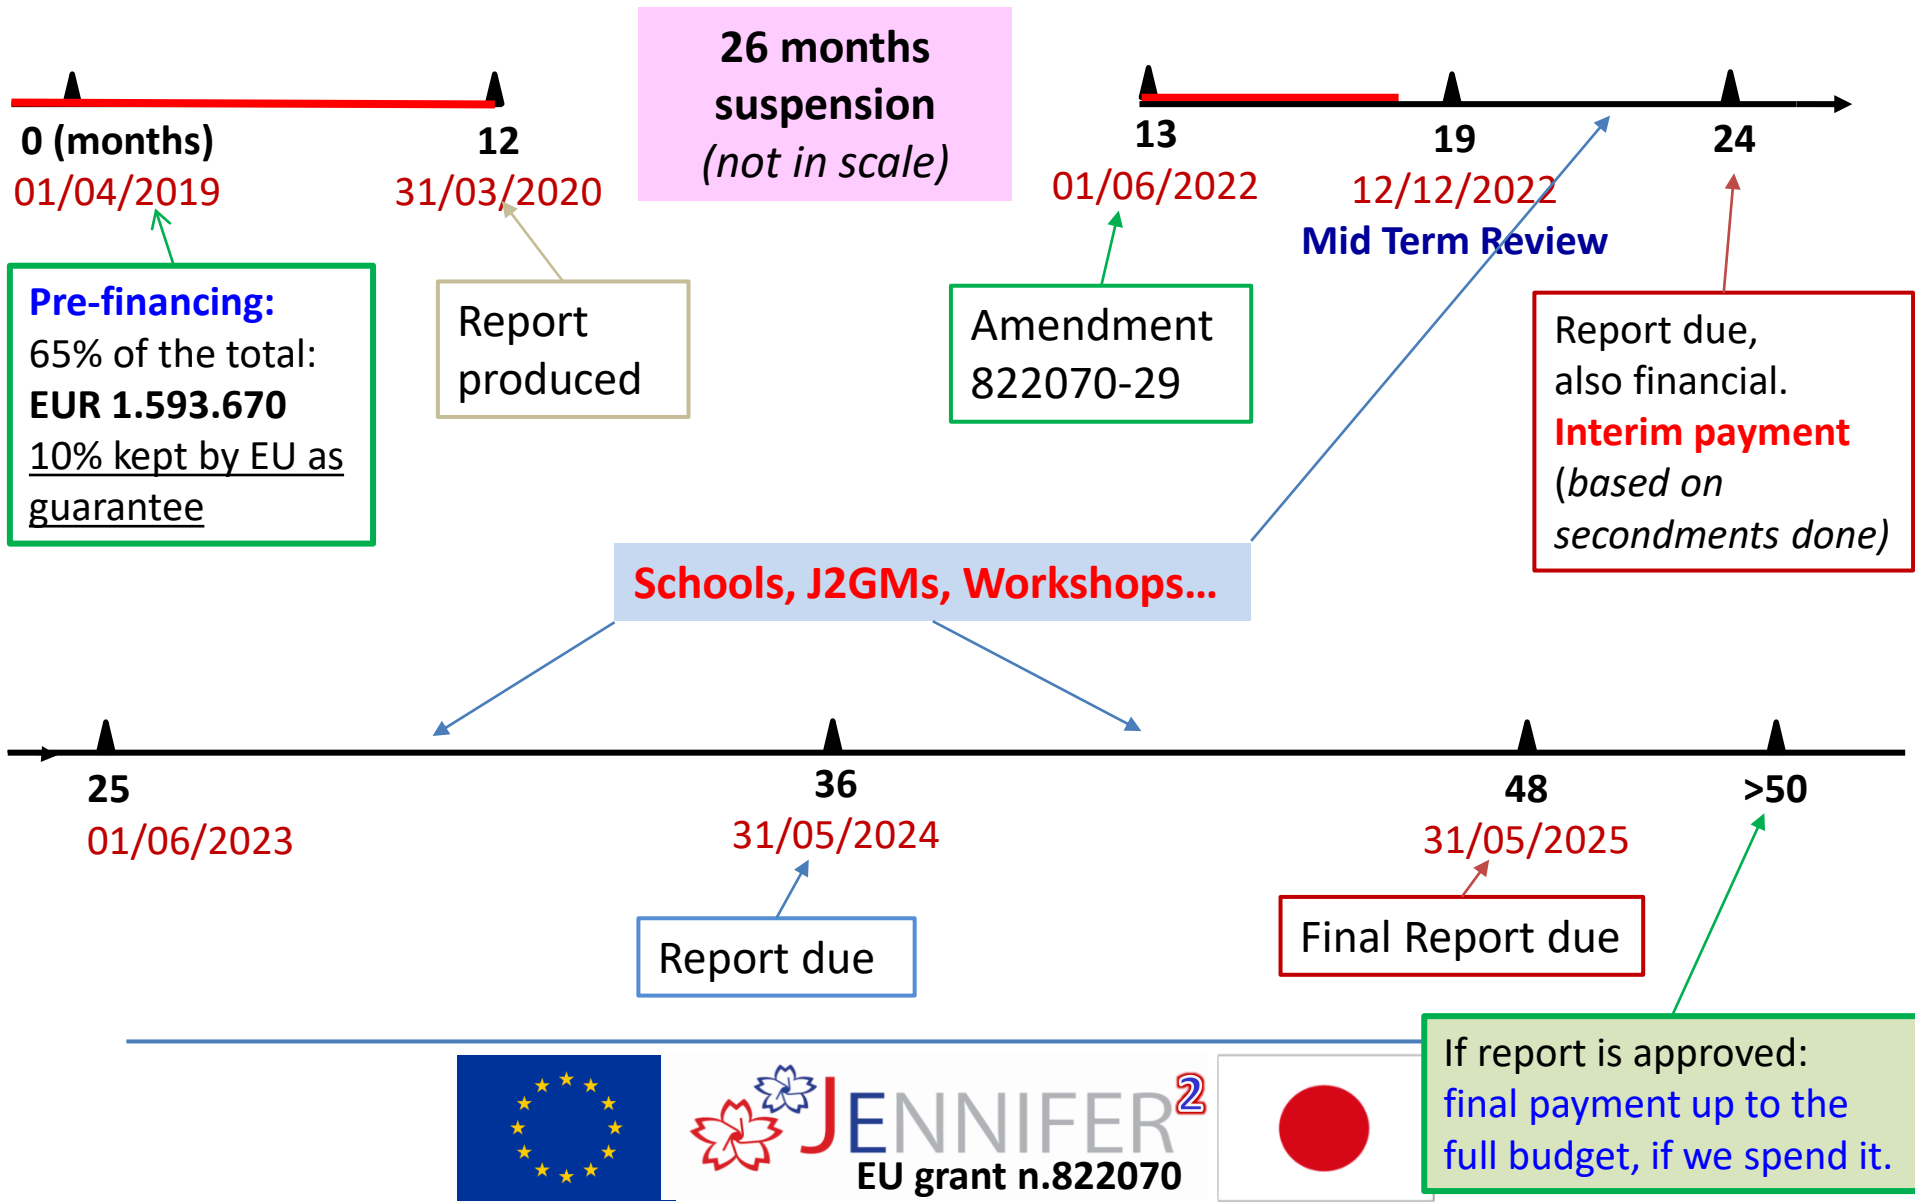 26 months
suspension
(not in scale)
0 (months)
01/04/2019
12
31/03/2020
13
01/06/2022
19
12/12/2022
Mid Term Review
24
Pre-financing:
65% of the total:
EUR 1.593.670
10% kept by EU as
guarantee
Report
produced
Amendment
822070-29
Report due,
also financial.
Interim payment
(based on
secondments done)
Schools, J2GMs, Workshops...
25
01/06/2023
36
31/05/2024
48
31/05/2025
>50
Report due
Final Report due
If report is approved:
final payment up to the
full budget, if we spend it.
JENNIFER2
EU grant n.822070